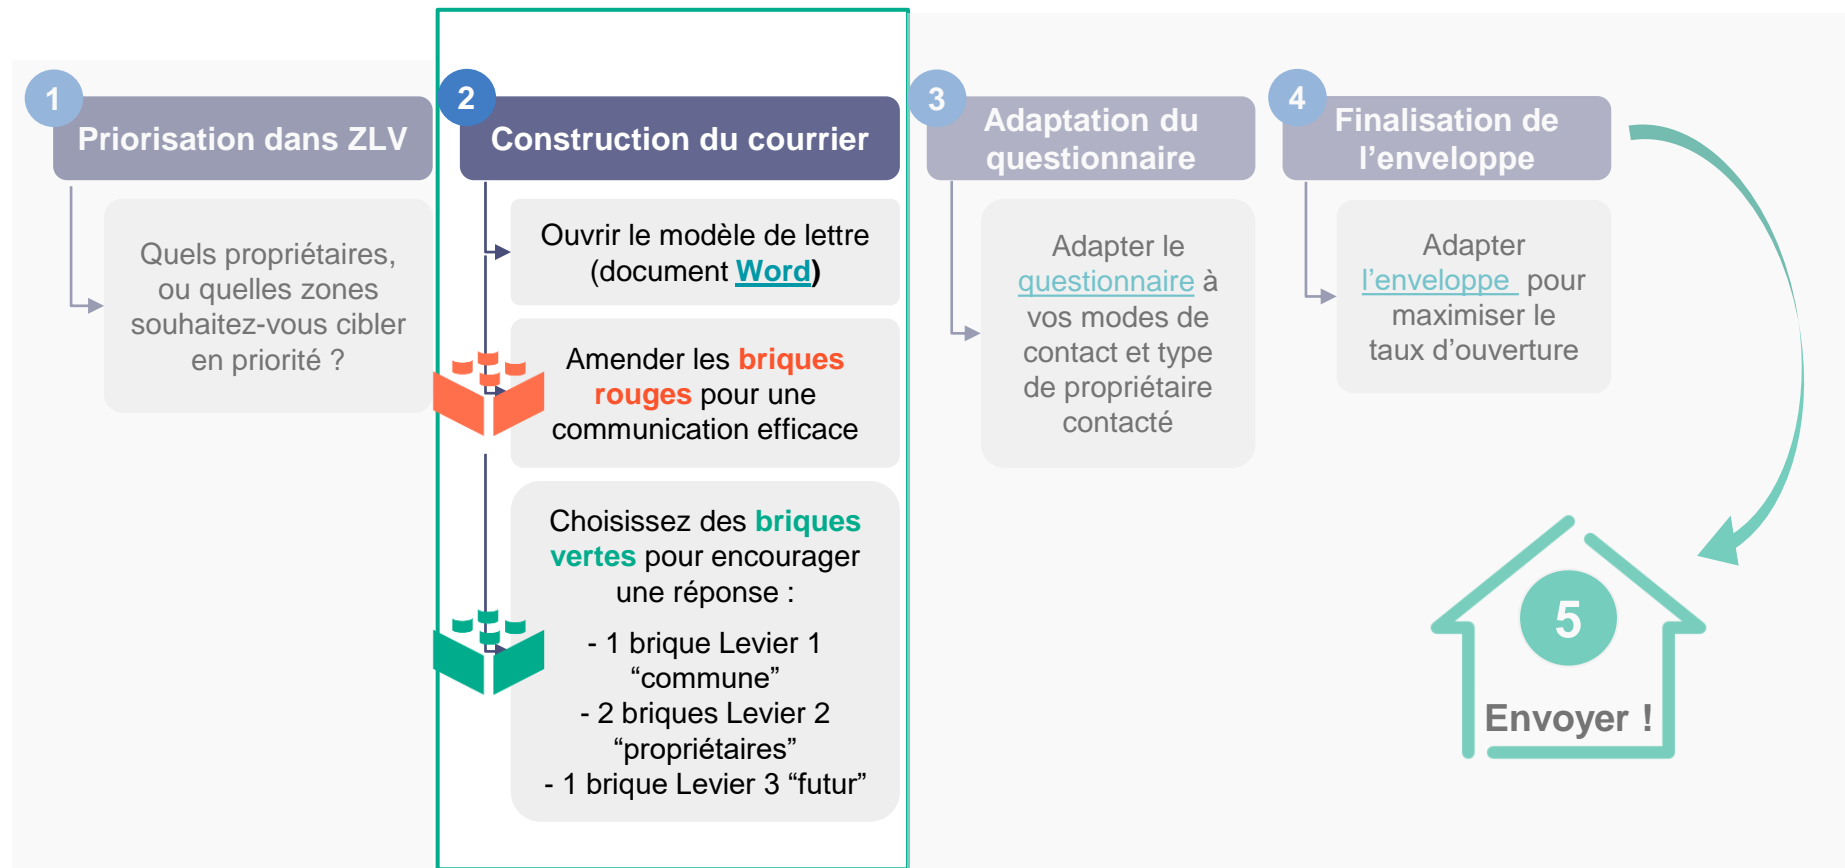 1
Priorisation dans ZLV
Quels propriétaires,
ou quelles zones
souhaitez-vous cibler
en priorité ?
2
Construction du courrier
Ouvrir le modèle de lettre
(document Word)
Amender les briques
rouges pour une
communication efficace
Choisissez des briques
vertes pour encourager
une réponse :
- 1 brique Levier 1
“commune”
- 2 briques Levier 2
“propriétaires”
- 1 brique Levier 3 “futur”
3
Adaptation du
questionnaire
Adapter le
questionnaire à
vos modes de
contact et type
de propriétaire
contacté
4
Finalisation de
l’enveloppe
Adapter
l’enveloppe pour
maximiser le
taux d’ouverture
5
Envoyer !